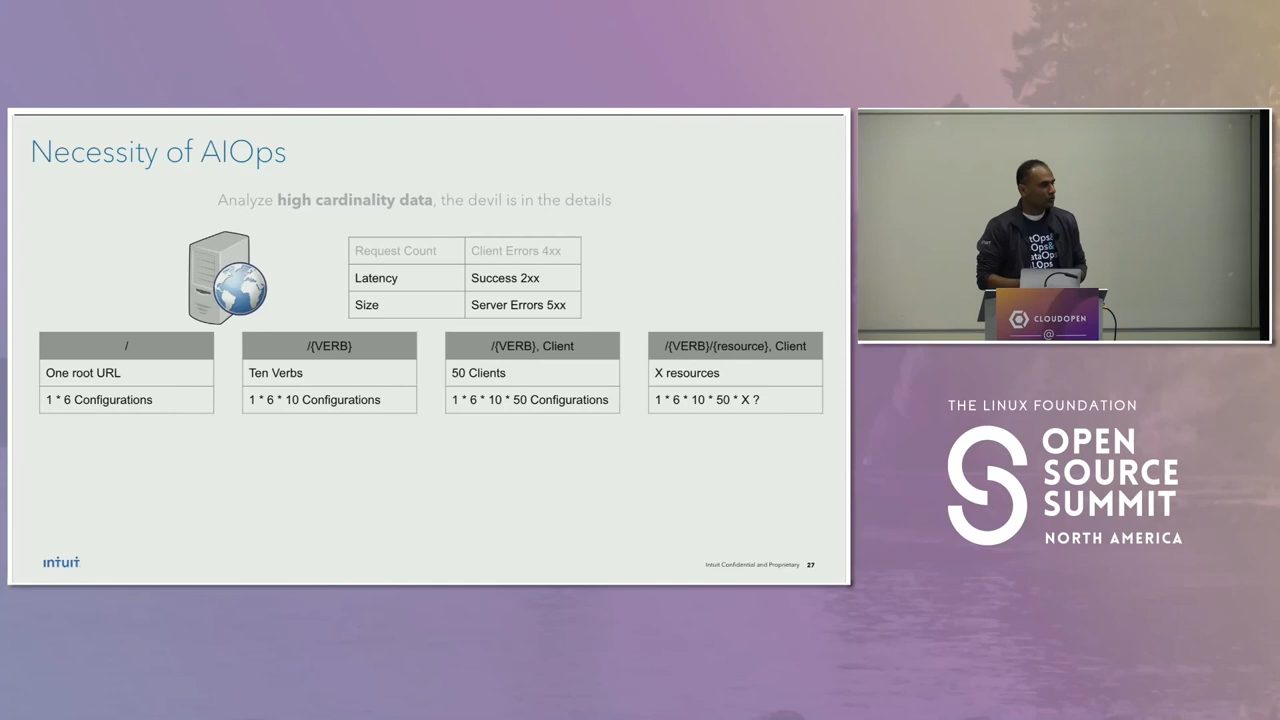 Necessity of AIOps
Analyze high cardinality data, the devil is in the details
Request Count Client Errors 4xx
Latency Success 2xx
Size Server Errors 5xx
/ /{VERB} /{VERB}, Client /{VERB}/{resource}, Client
One root URL Ten Verbs 50 Clients X resources
1 * 6 Configurations 1 * 6 * 10 Configurations 1 * 6 * 10 * 50 Configurations 1 * 6 * 10 * 50 * X ?
INTUIT
Intuit Confidential and Proprietary 27
CLOUDOPEN
@
THE LINUX FOUNDATION
OPEN
SOURCE
SUMMIT
NORTH AMERICA